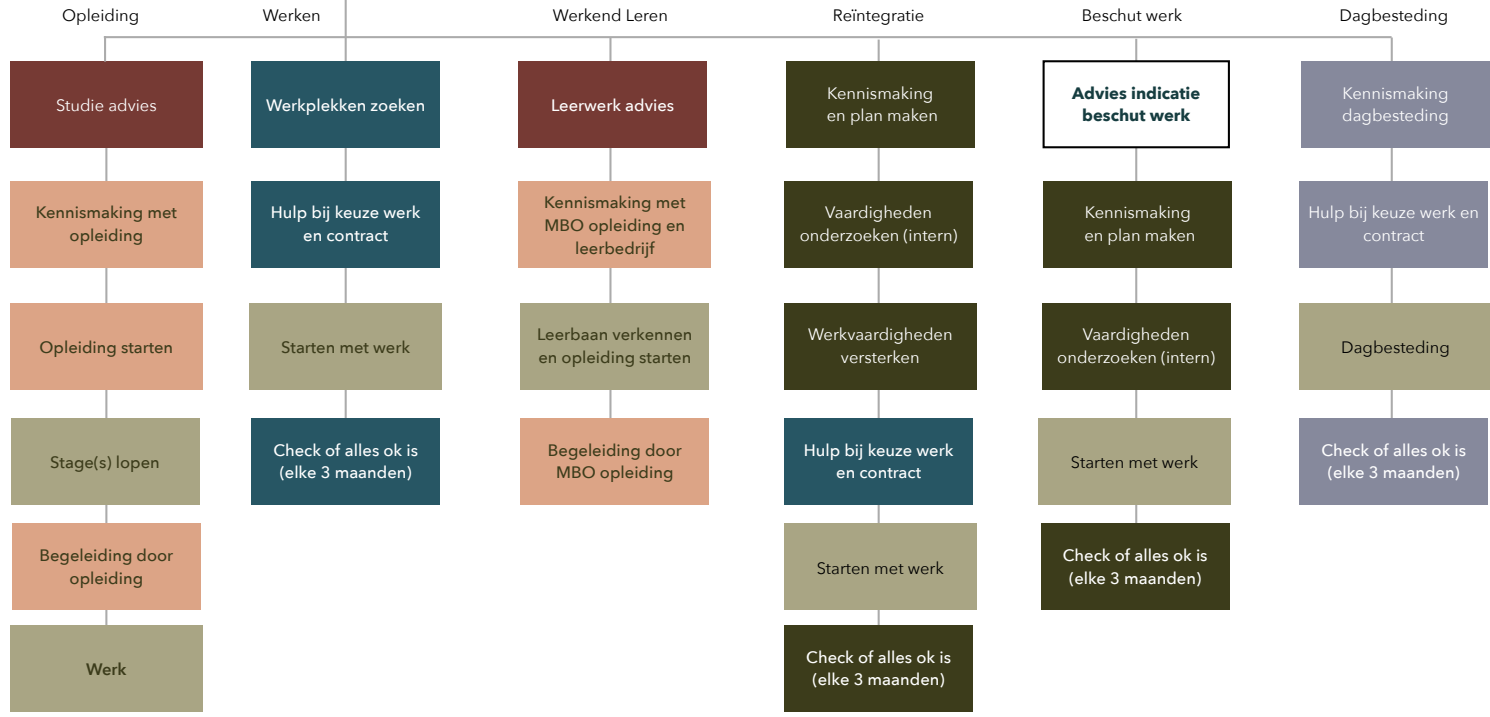 Opleiding
Werken
Werkend Leren
Reïntegratie
Beschut werk
Dagbesteding
Studie advies
Kennismaking met
opleiding
Opleiding starten
Stage(s) lopen
Begeleiding door
opleiding
Werk
Werkplekken zoeken
Hulp bij keuze werk
en contract
Starten met werk
Check of alles ok is
(elke 3 maanden)
Leerwerk advies
Kennismaking met
MBO opleiding en
leerbedrijf
Leerbaan verkennen
en opleiding starten
Begeleiding door
MBO opleiding
Kennismaking
en plan maken
Vaardigheden
onderzoeken (intern)
Werkvaardigheden
versterken
Hulp bij keuze werk
en contract
Starten met werk
Check of alles ok is
(elke 3 maanden)
Advies indicatie
beschut werk
Kennismaking
en plan maken
Vaardigheden
onderzoeken (intern)
Starten met werk
Check of alles ok is
(elke 3 maanden)
Kennismaking
dagbesteding
Hulp bij keuze werk en
contract
Dagbesteding
Check of alles ok is
(elke 3 maanden)